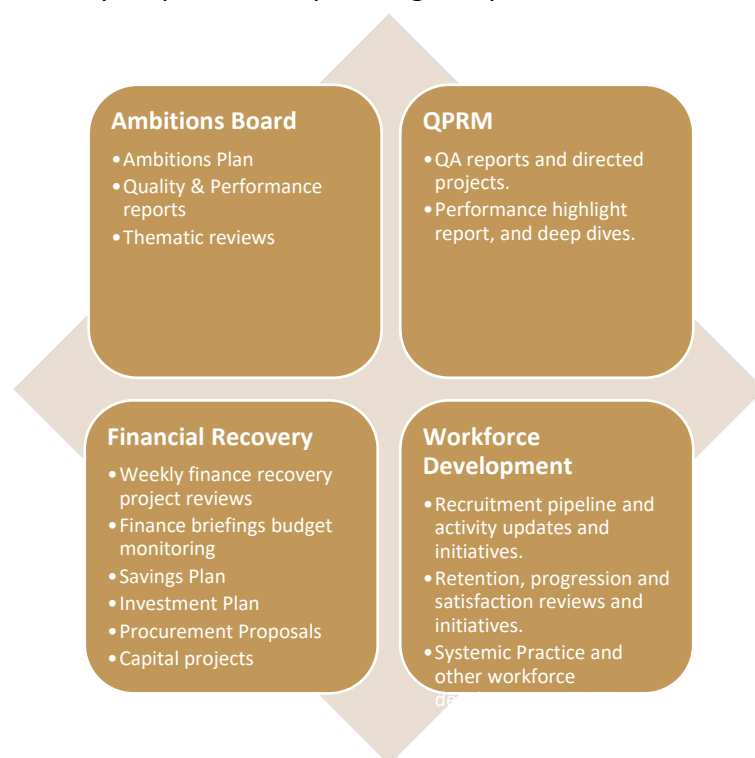 Ambitions Board
•Ambitions Plan
•Quality & Performance
reports
•Thematic reviews
QPRM
•QA reports and directed
projects.
•Performance highlight
report, and deep dives.
Financial Recovery
•Weekly finance recovery
project reviews
•Finance briefings budget
monitoring
•Savings Plan
•Investment Plan
•Procurement Proposals
•Capital projects
Workforce
Development
•Recruitment pipeline and
activity updates and
initiatives.
•Retention, progression and
satisfaction reviews and
initiatives.
•Systemic Practice and
other workforce